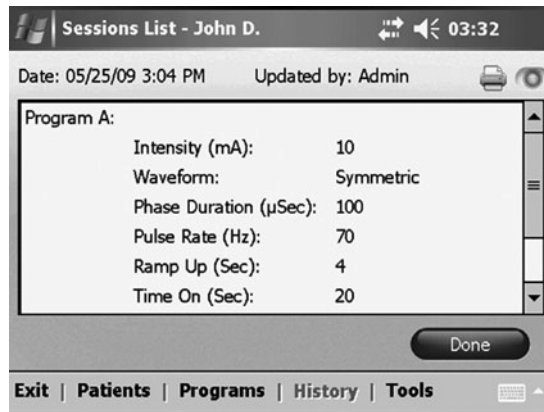 Sessions List - John D. 03:32
Date: 05/25/09 3:04 PM Updated by: Admin
Program A:
Intensity (mA): 10
Waveform: Symmetric
Phase Duration (µSec): 100
Pulse Rate (Hz): 70
Ramp Up (Sec): 4
Time On (Sec): 20
Done
Exit | Patients | Programs | History | Tools